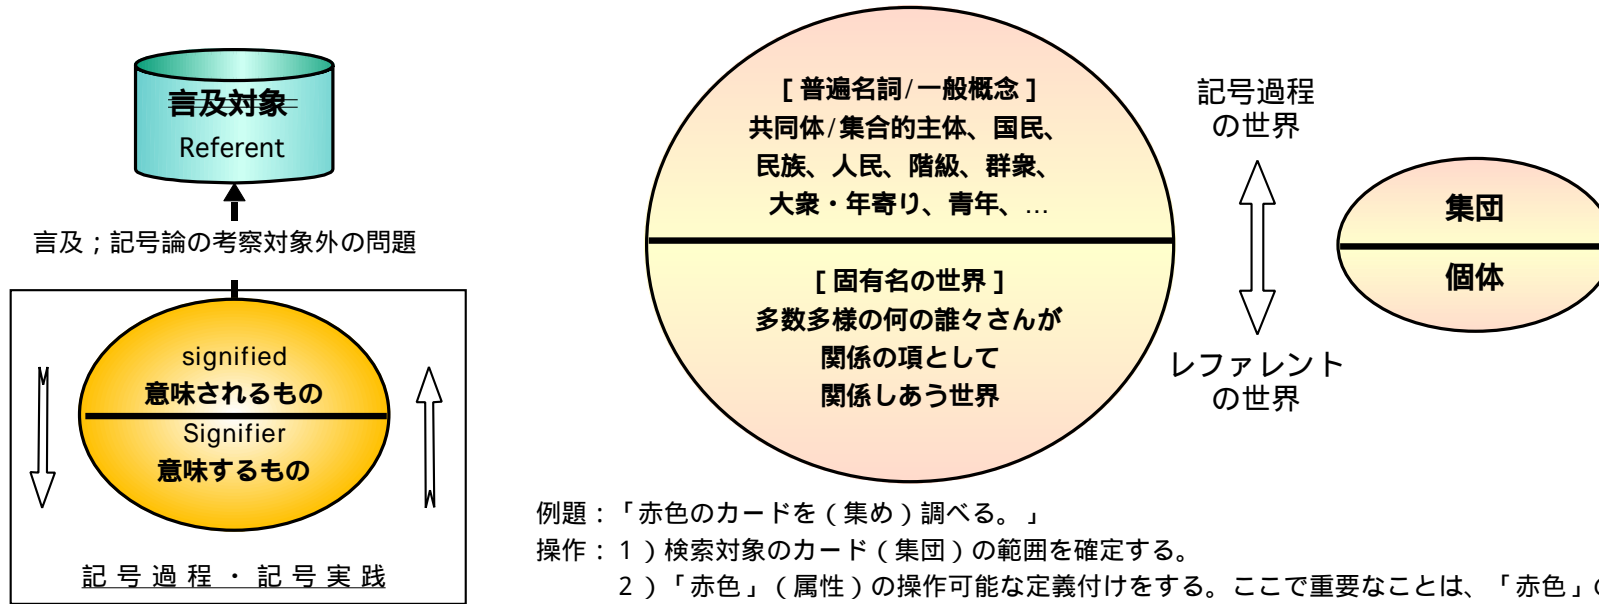 言及対象
Referent
言及；記号論の考察対象外の問題
signified
意味されるもの
Signifier
意味するもの
記号過程・記号実践
[ 普遍名詞/一般概念 ]
共同体/集合的主体、国民、
民族、人民、階級、群衆、
大衆・年寄り、青年、…
[ 固有名の世界 ]
多数多様の何の誰々さんが
関係の項として
関係しあう世界
記号過程
の世界
レファレント
の世界
集団
個体
例題：「赤色のカードを（集め）調べる。」
操作：１）検索対象のカード（集団）の範囲を確定する。
２）「赤色」（属性）の操作可能な定義付けをする。ここで重要なことは、「赤色」の